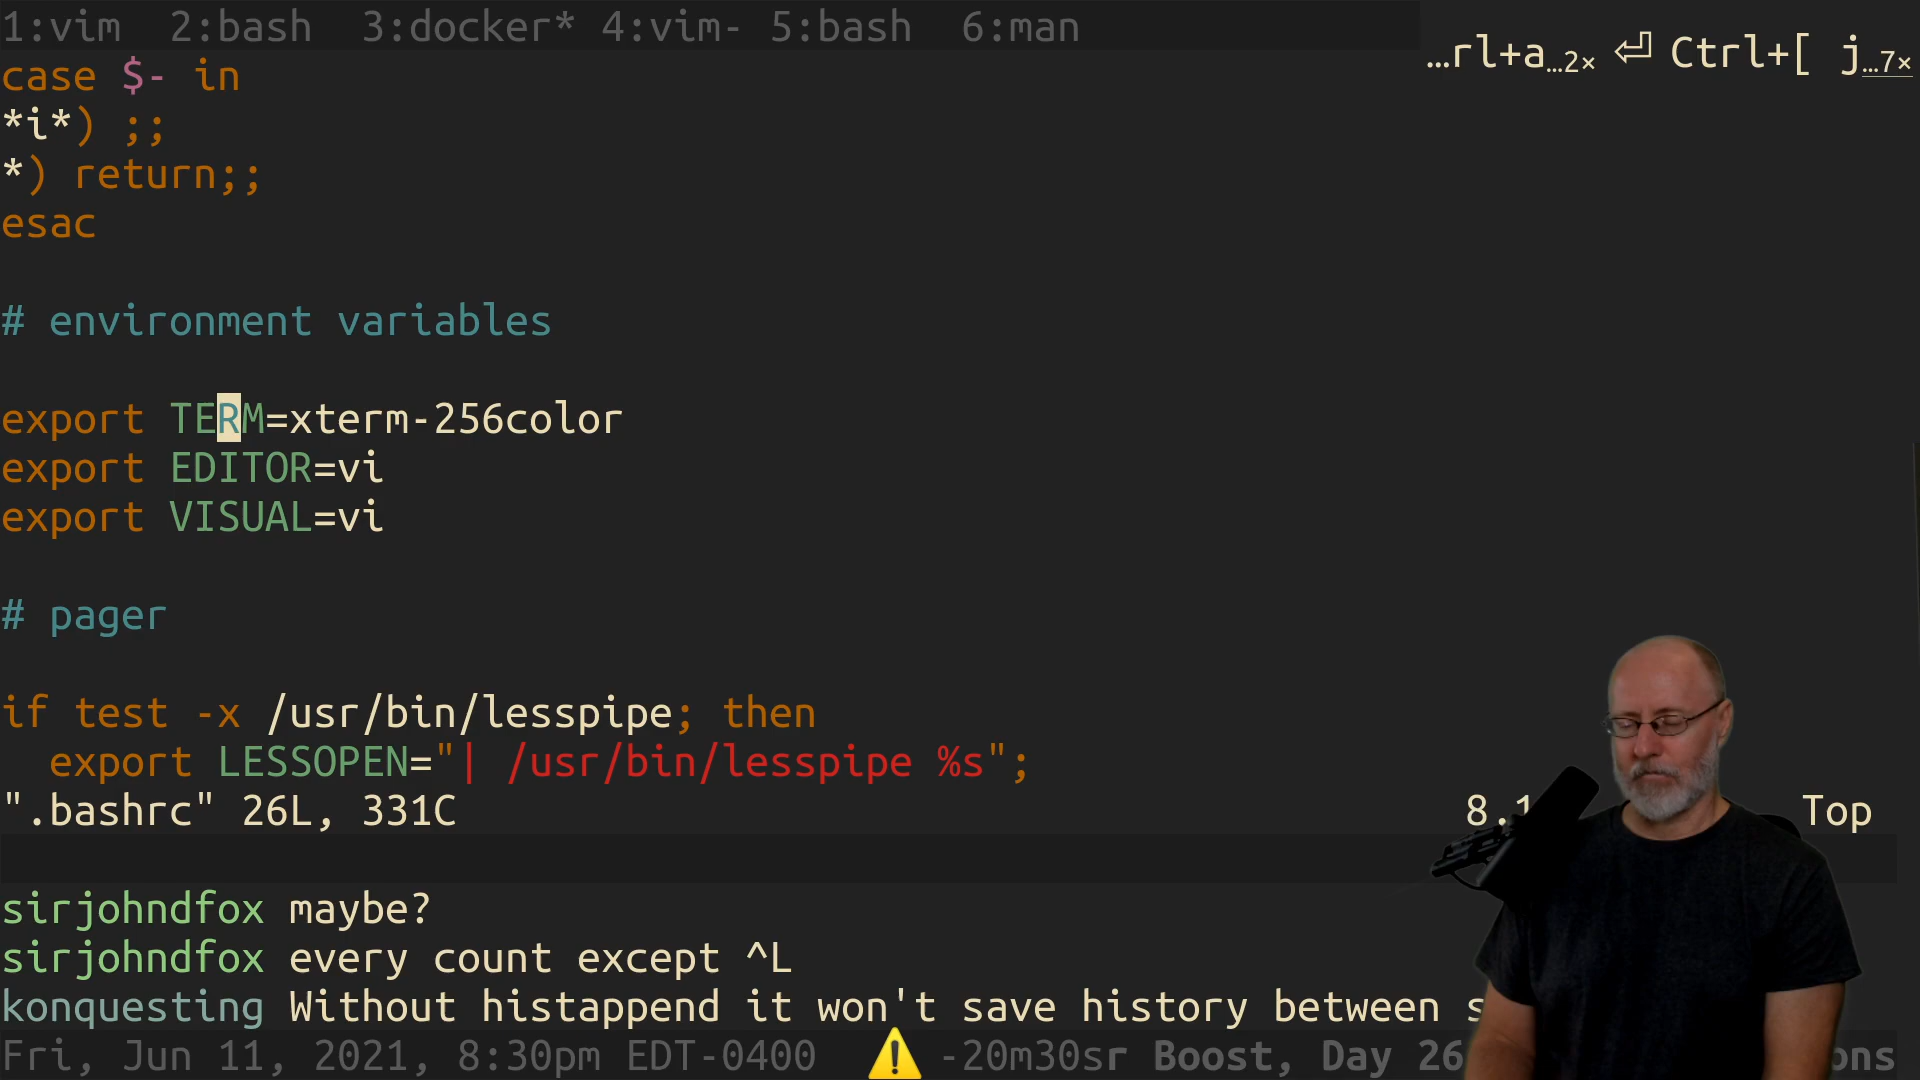 1:vim 2:bash 3:docker* 4:vim- 5:bash 6:man
…rl+a…2× ⏎ Ctrl+[ j…7×
case $- in
*i*) ;;
*) return;;
esac
# environment variables
export TERM=xterm-256color
export EDITOR=vi
export VISUAL=vi
# pager
if test -x /usr/bin/lesspipe; then
  export LESSOPEN="| /usr/bin/lesspipe %s";
".bashrc" 26L, 331C 8,1 Top
sirjohndfox maybe?
sirjohndfox every count except ^L
konquesting Without histappend it won't save history between
Fri, Jun 11, 2021, 8:30pm EDT-0400 ⚠ -20m30sr Boost, Day 26